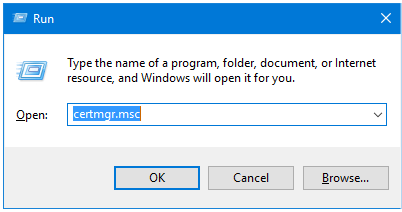 Run
Type the name of a program, folder, document, or Internet
resource, and Windows will open it for you.
Open: certmgr.msc
OK Cancel Browse...